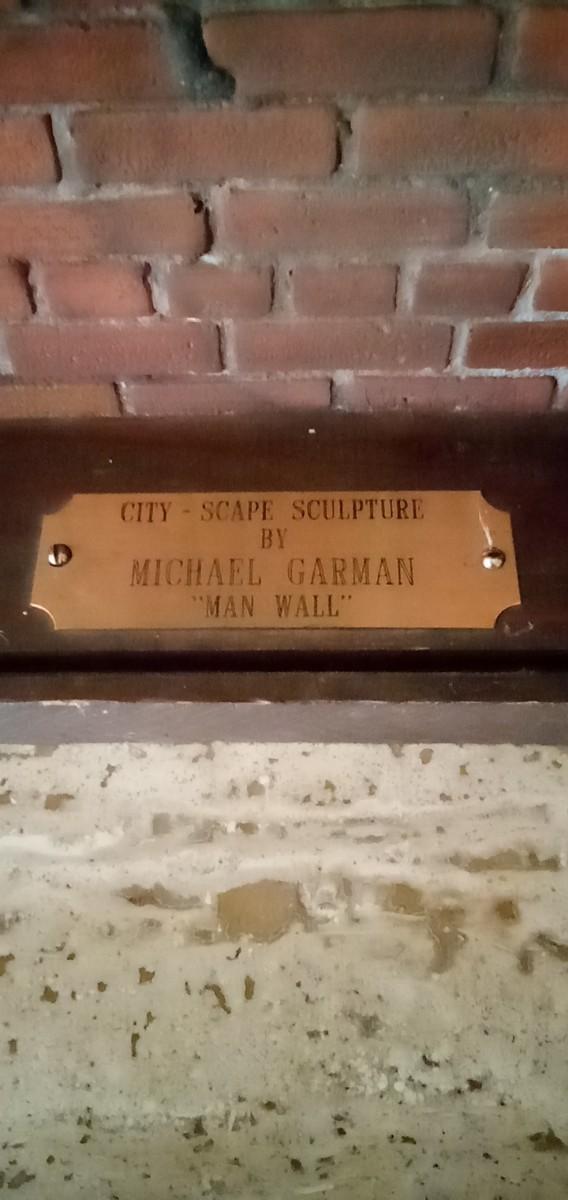 CITY - SCAPE SCULPTURE
BY
MICHAEL GARMAN
"MAN WALL"